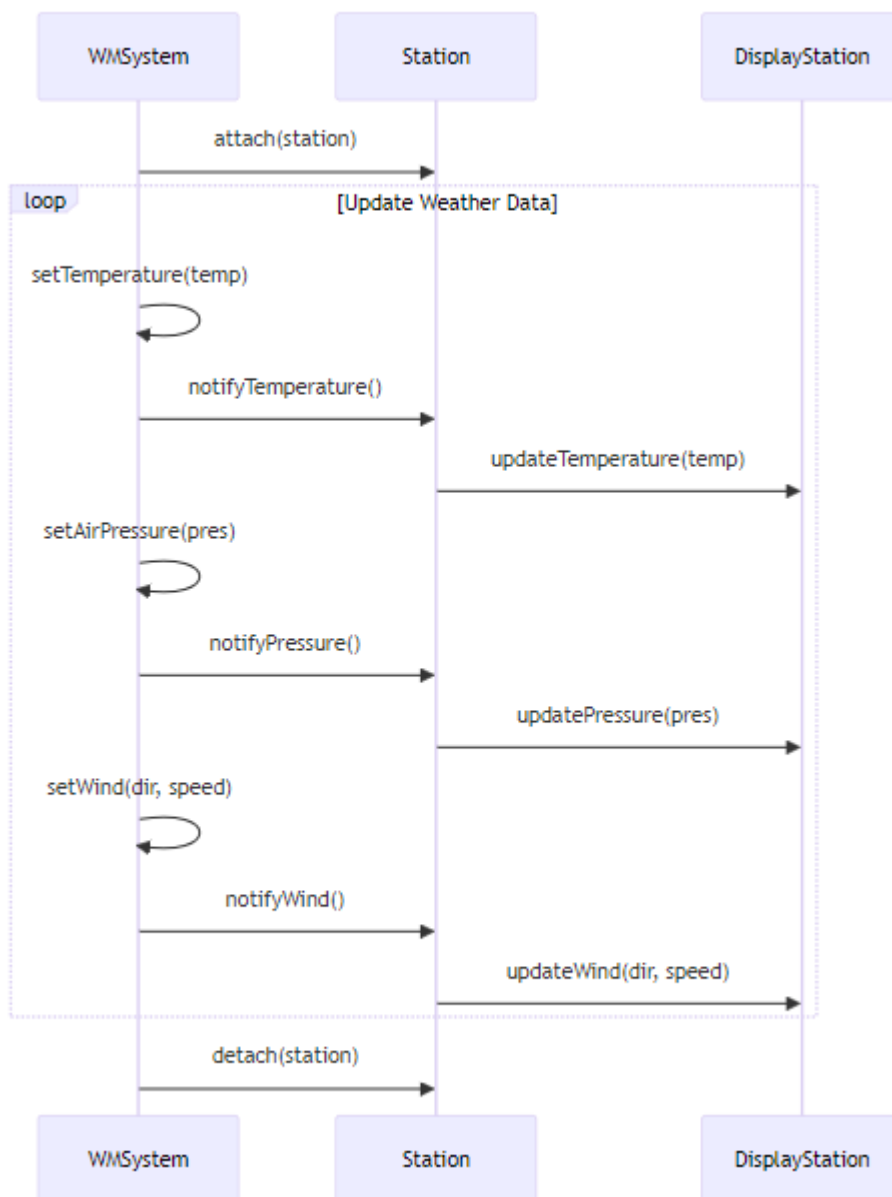 WMSystem
Station
DisplayStation
attach(station)
loop
[Update Weather Data]
setTemperature(temp)
notifyTemperature()
updateTemperature(temp)
setAirPressure(pres)
notifyPressure()
updatePressure(pres)
setWind(dir, speed)
notifyWind()
updateWind(dir, speed)
detach(station)
WMSystem
Station
DisplayStation